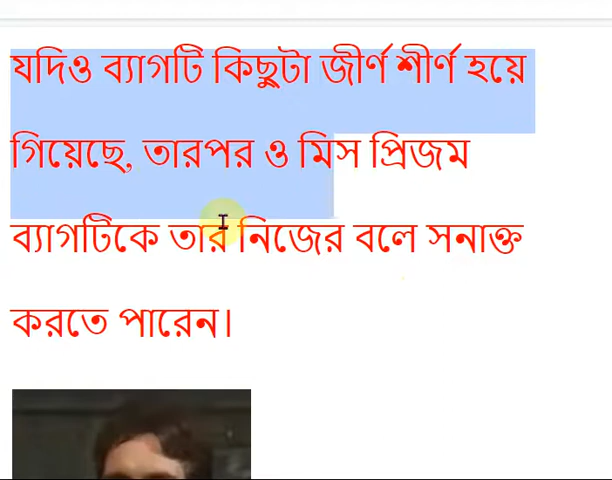 যদিও ব্যাগটি কিছুটা জীর্ণ শীর্ণ হয়ে
গিয়েছে, তারপর ও মিস প্রিজম
ব্যাগটিকে তার নিজের বলে সনাক্ত
করতে পারেন।